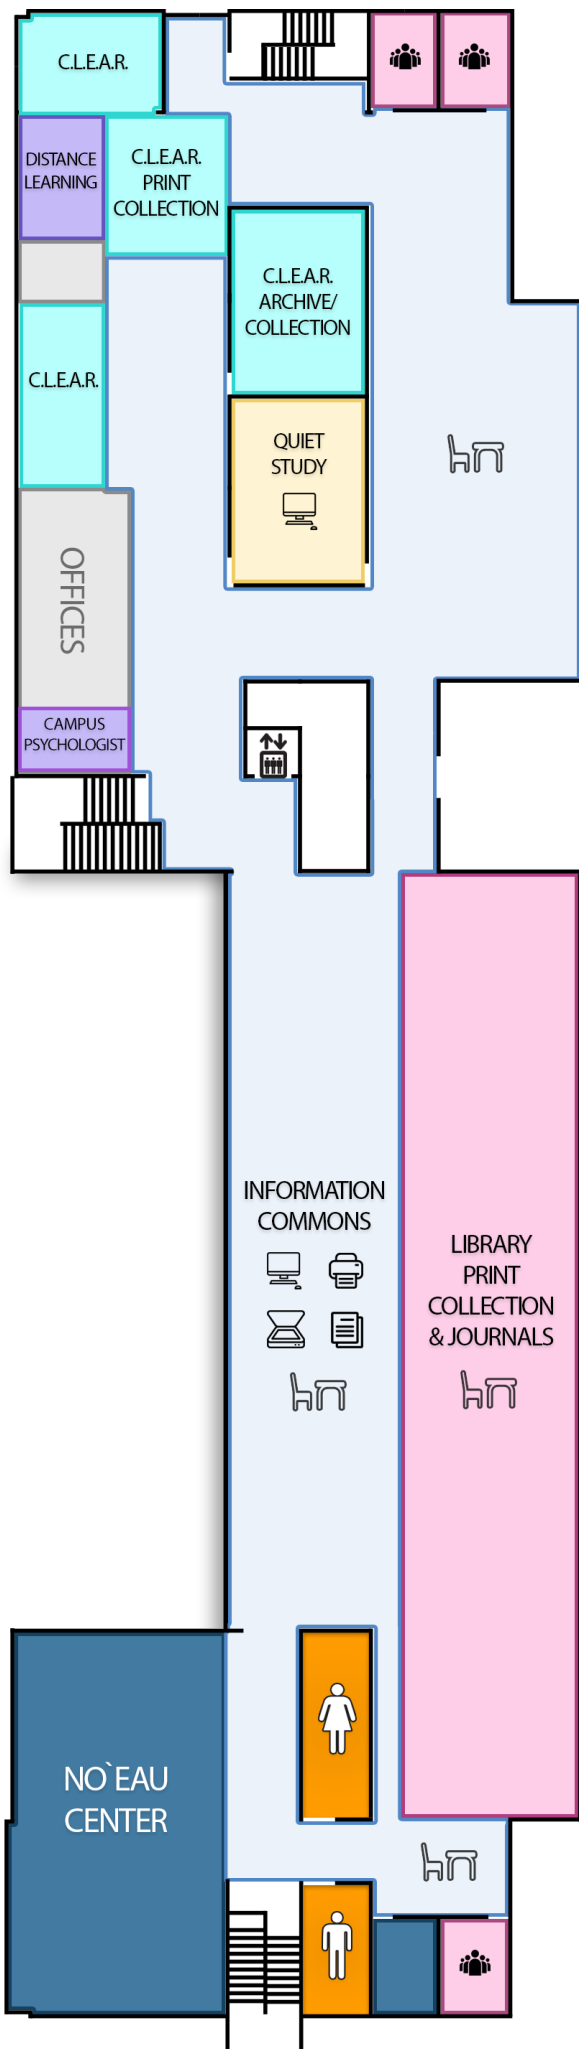 C.L.E.A.R.
DISTANCE
LEARNING
C.L.E.A.R.
PRINT
COLLECTION
C.L.E.A.R.
ARCHIVE/
COLLECTION
C.L.E.A.R.
QUIET
STUDY
OFFICES
CAMPUS
PSYCHOLOGIST
INFORMATION
COMMONS
LIBRARY
PRINT
COLLECTION
& JOURNALS
NO`EAU
CENTER